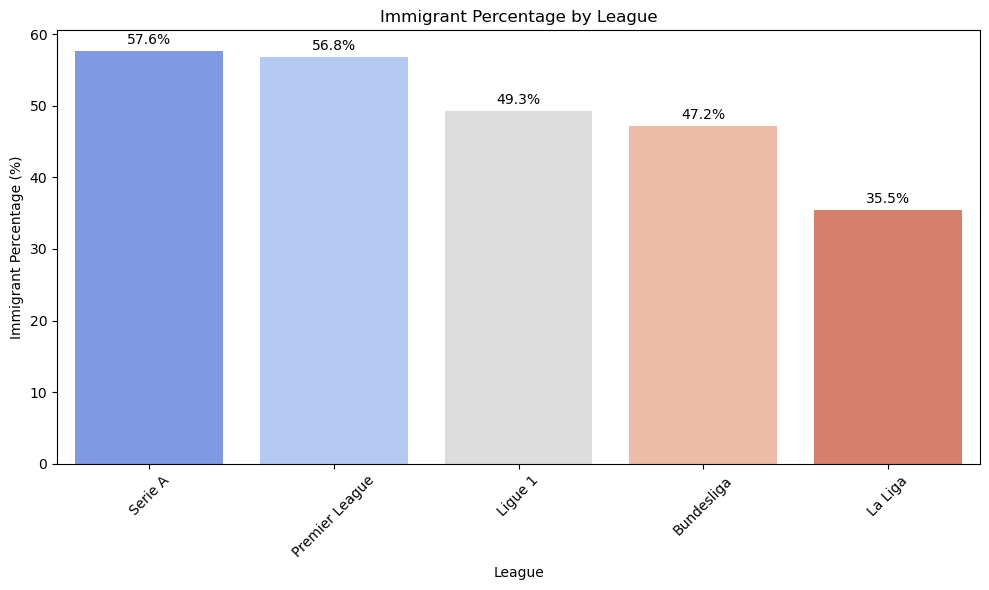 Immigrant Percentage by League
Immigrant Percentage (%)
60
50
40
30
20
10
0
57.6%
56.8%
49.3%
47.2%
35.5%
Serie A
Premier League
Ligue 1
Bundesliga
La Liga
League